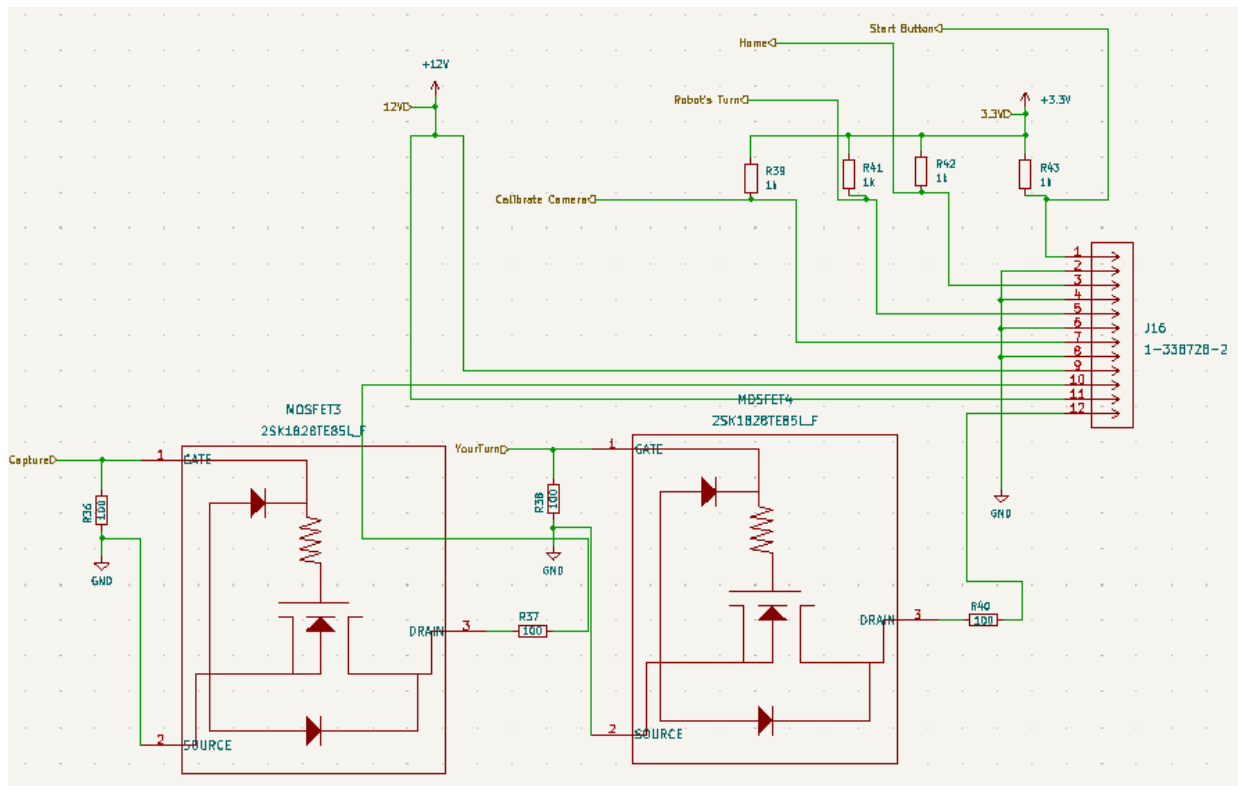 Start Button
Home
+12V
12V
Robot's Turn
+3.3V
3.3V
R39
1k
R41
1k
R42
1k
R43
1k
Calibrate Camera
1
2
3
4
5
6
7
8
9
10
11
12
J16
1-338728-2
MOSFET3
2SK1828TE85L_F
MOSFET4
2SK1828TE85L_F
Capture
1
GATE
YourTurn
1
GATE
R36
100
GND
R38
100
GND
GND
DRAIN
3
R37
100
DRAIN
3
R40
100
2
SOURCE
2
SOURCE